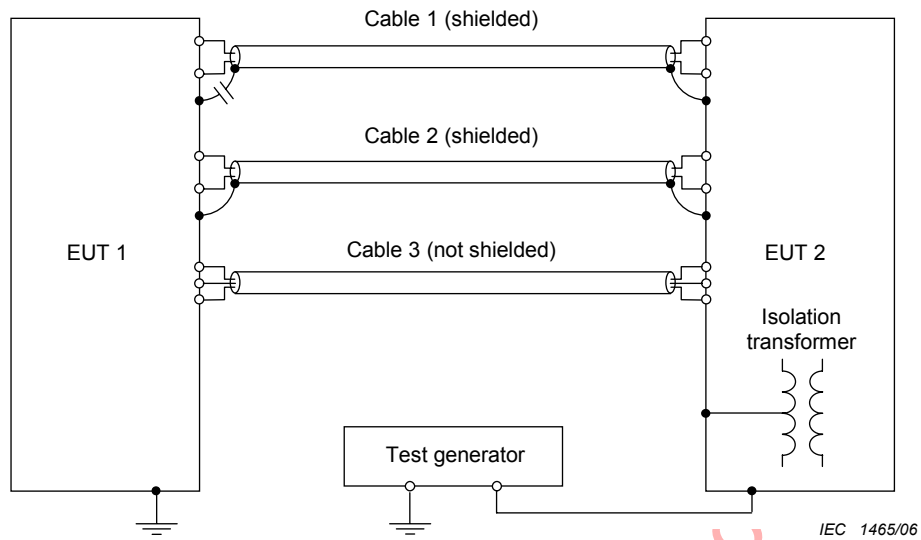 Cable 1 (shielded)
Cable 2 (shielded)
Cable 3 (not shielded)
EUT 1
EUT 2
Isolation
transformer
Test generator
IEC 1465/06